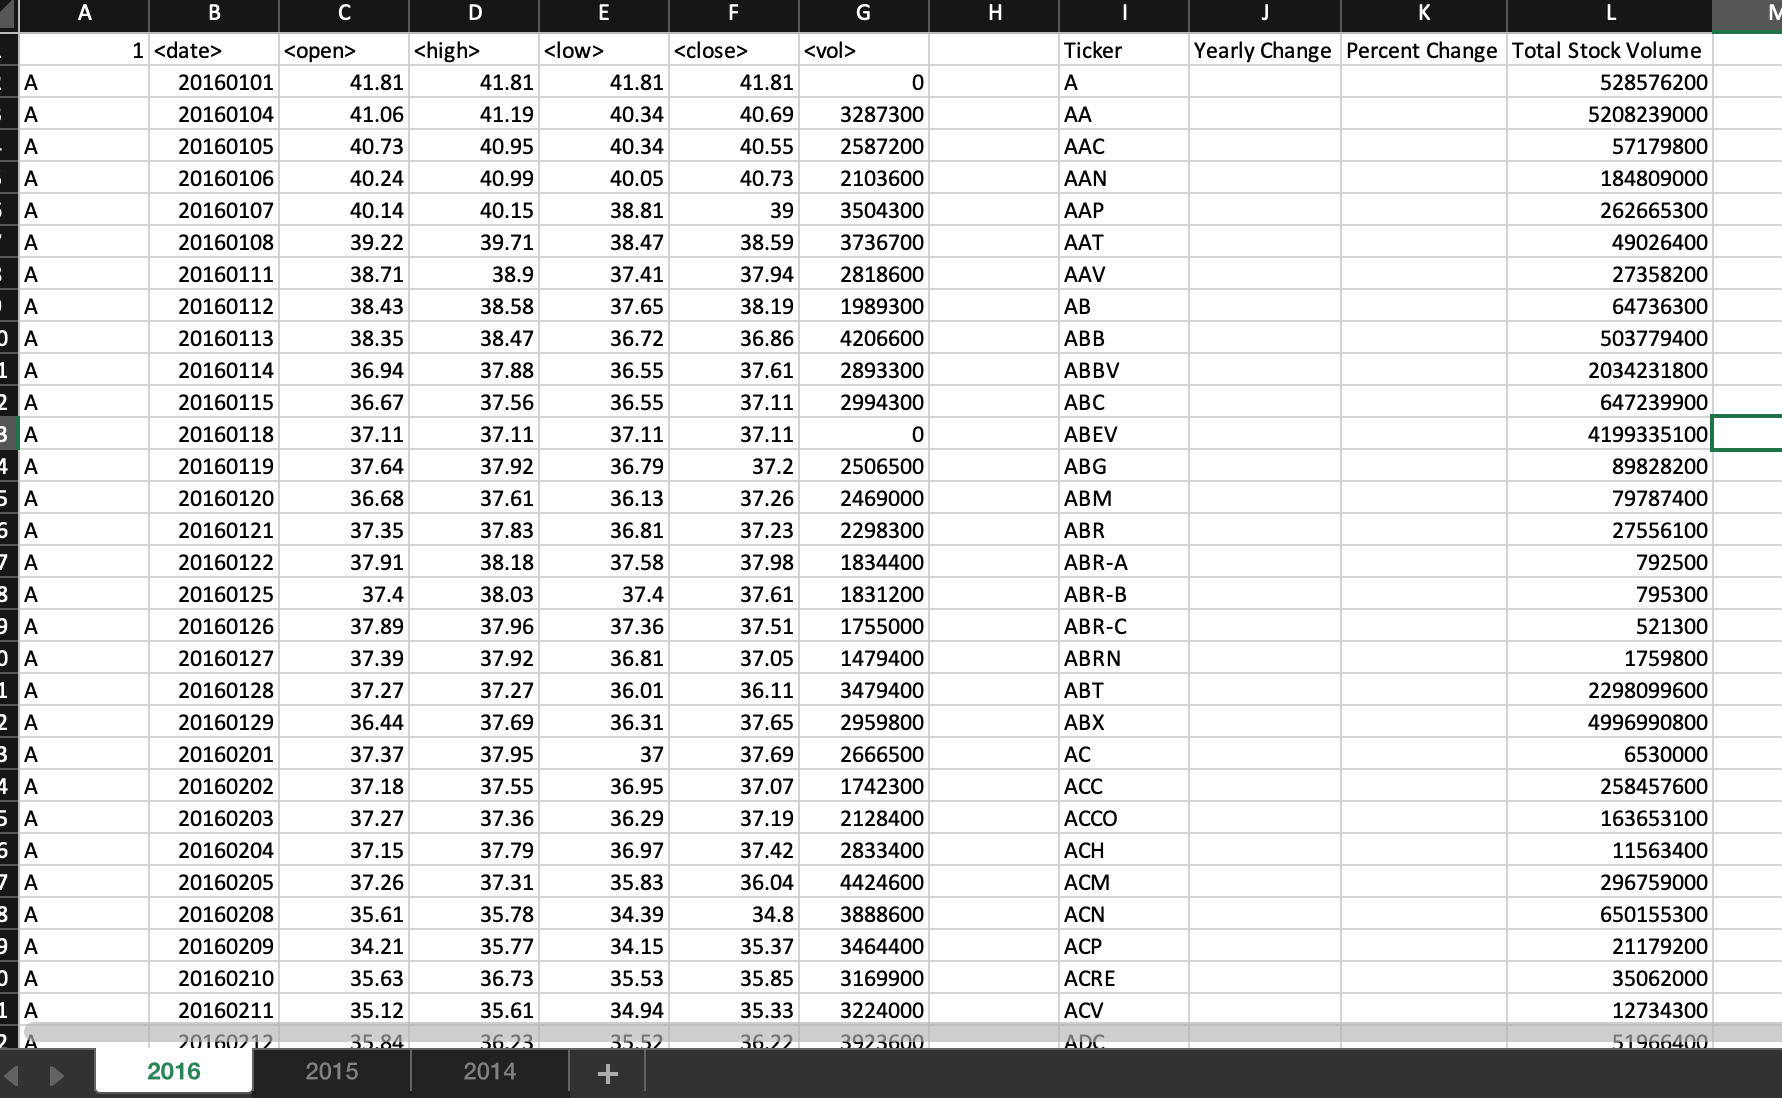 A B C D E F G H I J K L
1 <date> <open> <high> <low> <close> <vol> Ticker Yearly Change Percent Change Total Stock Volume
A 20160101 41.81 41.81 41.81 41.81 0 A 528576200
A 20160104 41.06 41.19 40.34 40.69 3287300 AA 5208239000
A 20160105 40.73 40.95 40.34 40.55 2587200 AAC 57179800
A 20160106 40.24 40.99 40.05 40.73 2103600 AAN 184809000
A 20160107 40.14 40.15 38.81 39 3504300 AAP 262665300
A 20160108 39.22 39.71 38.47 38.59 3736700 AAT 49026400
A 20160111 38.71 38.9 37.41 37.94 2818600 AAV 27358200
A 20160112 38.43 38.58 37.65 38.19 1989300 AB 64736300
A 20160113 38.35 38.47 36.72 36.86 4206600 ABB 503779400
A 20160114 36.94 37.88 36.55 37.61 2893300 ABBV 2034231800
A 20160115 36.67 37.56 36.55 37.11 2994300 ABC 647239900
A 20160118 37.11 37.11 37.11 37.11 0 ABEV 4199335100
A 20160119 37.64 37.92 36.79 37.2 2506500 ABG 89828200
A 20160120 36.68 37.61 36.13 37.26 2469000 ABM 79787400
A 20160121 37.35 37.83 36.81 37.23 2298300 ABR 27556100
A 20160122 37.91 38.18 37.58 37.98 1834400 ABR-A 792500
A 20160125 37.4 38.03 37.4 37.61 1831200 ABR-B 795300
A 20160126 37.89 37.96 37.36 37.51 1755000 ABR-C 521300
A 20160127 37.39 37.92 36.81 37.05 1479400 ABRN 1759800
A 20160128 37.27 37.27 36.01 36.11 3479400 ABT 2298099600
A 20160129 36.44 37.69 36.31 37.65 2959800 ABX 4996990800
A 20160201 37.37 37.95 37 37.69 2666500 AC 6530000
A 20160202 37.18 37.55 36.95 37.07 1742300 ACC 258457600
A 20160203 37.27 37.36 36.29 37.19 2128400 ACCO 163653100
A 20160204 37.15 37.79 36.97 37.42 2833400 ACH 11563400
A 20160205 37.26 37.31 35.83 36.04 4424600 ACM 296759000
A 20160208 35.61 35.78 34.39 34.8 3888600 ACN 650155300
A 20160209 34.21 35.77 34.15 35.37 3464400 ACP 21179200
A 20160210 35.63 36.73 35.53 35.85 3169900 ACRE 35062000
A 20160211 35.12 35.61 34.94 35.33 3224000 ACV 12734300
A 20160212 35.84 36.23 35.52 36.22 3923600 ADC 51966400
2016 2015 2014 +